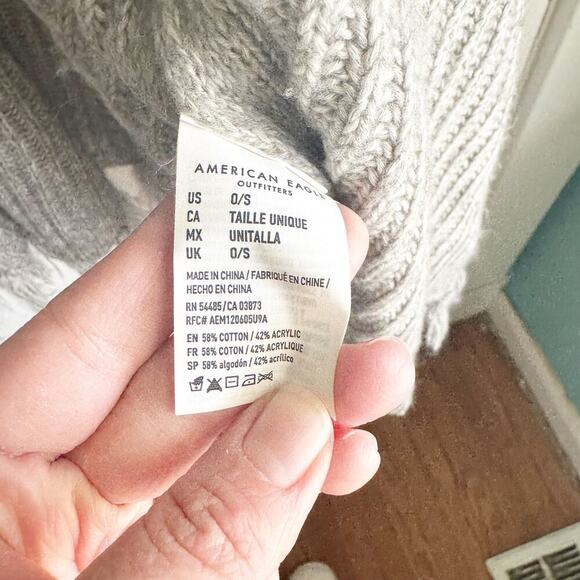 AMERICAN EAGLE
OUTFITTERS
US O/S
CA TAILLE UNIQUE
MX UNITALLA
UK O/S
MADE IN CHINA / FABRIQUÉ EN CHINE /
HECHO EN CHINA
RN 54485/CA 03873
RFC# AEM120605U9A
EN 58% COTTON / 42% ACRYLIC
FR 58% COTON / 42% ACRYLIQUE
SP 58% algodón / 42% acrílico